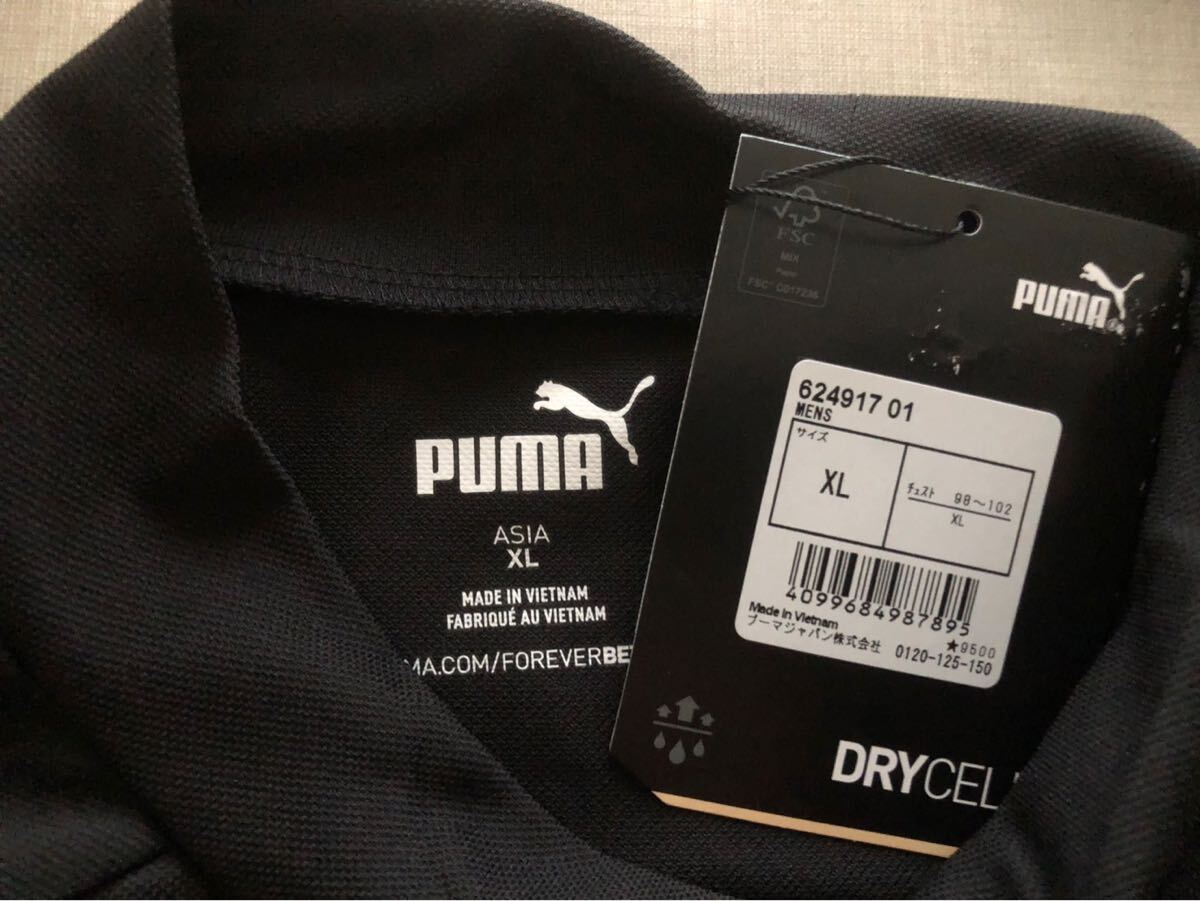 PUMA
ASIA
XL
MADE IN VIETNAM
FABRIQUÉ AU VIETNAM
MA.COM/FOREVERBE
FSC
MIX
Paper
PUMA
624917 01
MENS
サイズ
XL
チェスト 98～102
XL
4099684987895
Made in Vietnam
★9500
プーマジャパン株式会社 0120-125-150
DRYCEL